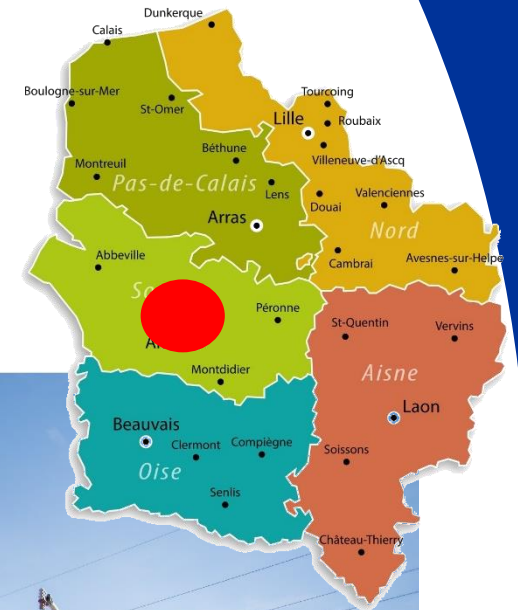 Dunkerque
Calais
Boulogne-sur-Mer
St-Omer
Tourcoing
Lille
Roubaix
Béthune
Villeneuve-d'Ascq
Montreuil
Pas-de-Calais
Lens
Douai
Valenciennes
Arras
Nord
Abbeville
Cambrai
Avesnes-sur-Helpe
Péronne
St-Quentin
Vervins
Montdidier
Aisne
Laon
Beauvais
Clermont
Compiègne
Soissons
Oise
Senlis
Château-Thierry